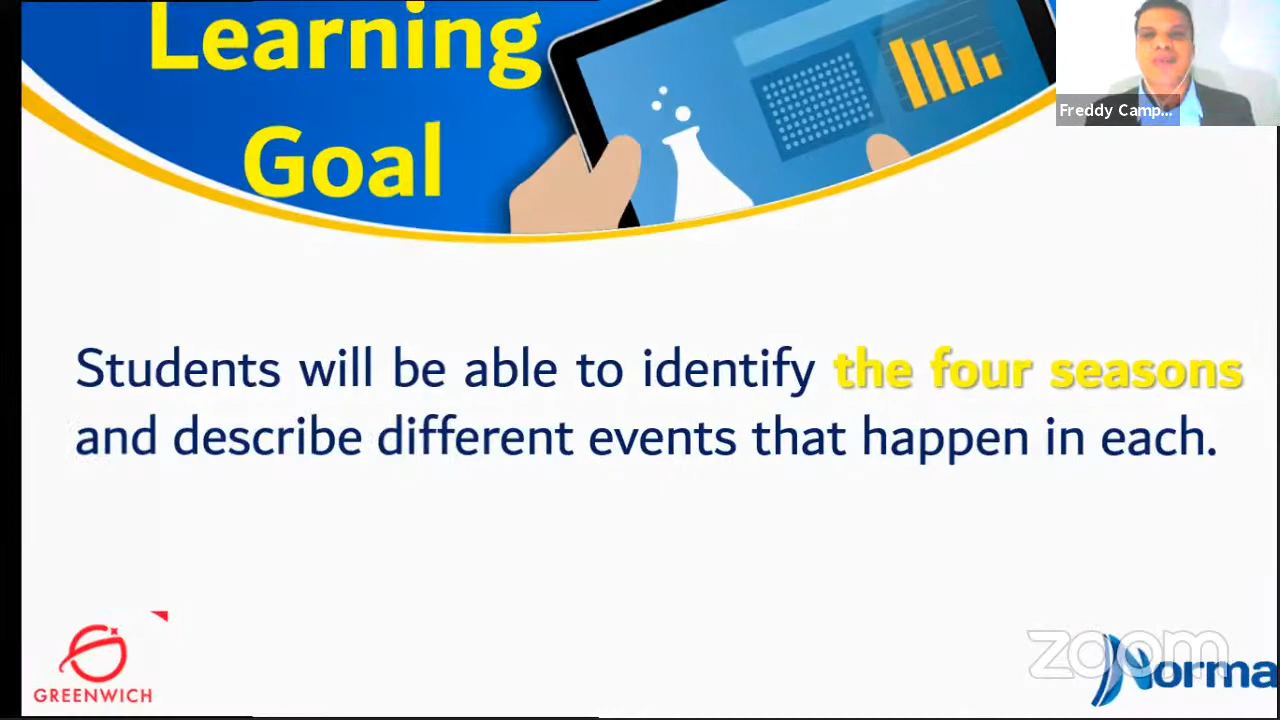 Learning
Goal
Freddy Camp...
Students will be able to identify the four seasons
and describe different events that happen in each.
GREENWICH
zoom
Norma